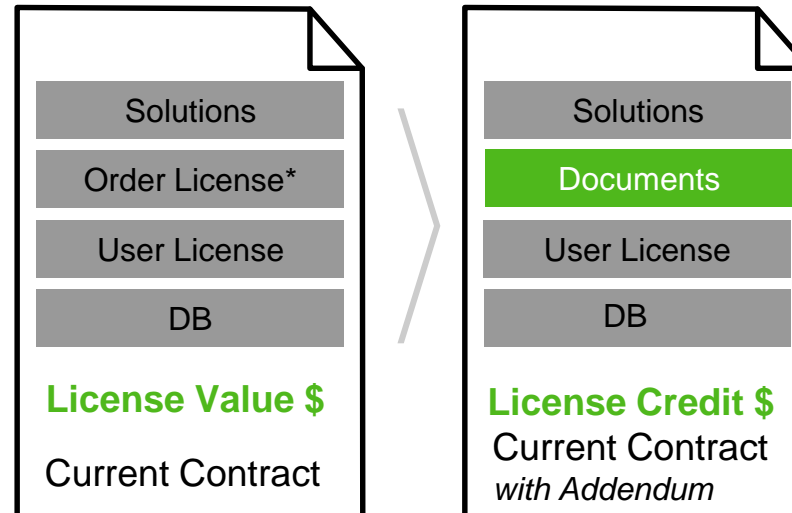 Solutions
Order License*
User License
DB
License Value $
Current Contract
Solutions
Documents
User License
DB
License Credit $
Current Contract
with Addendum